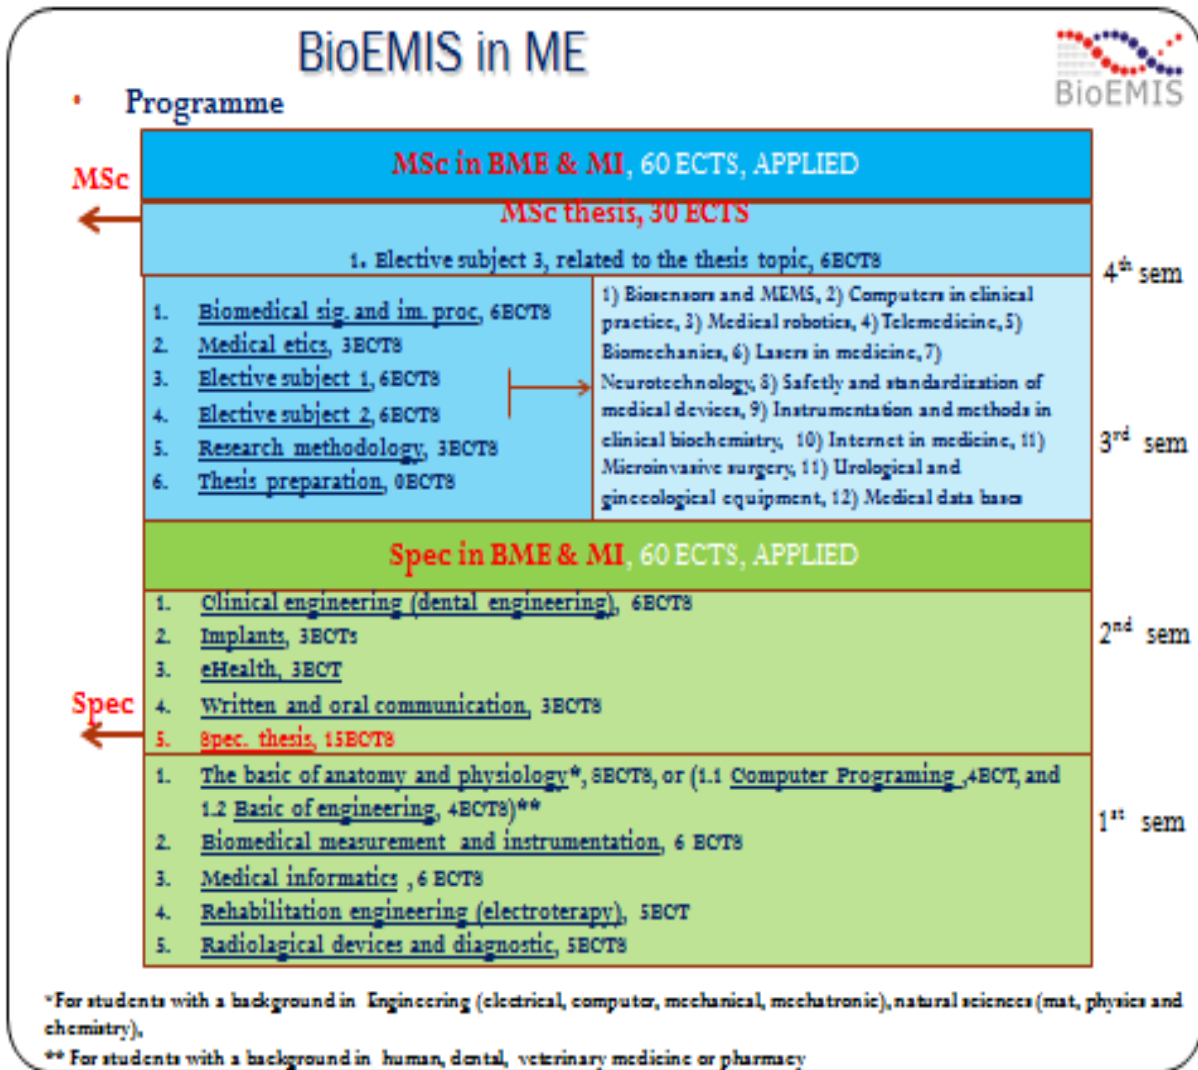 BioEMIS in ME
BioEMIS
• Programme
MSc in BME & MI, 60 ECTS, APPLIED
MSc
MSc thesis, 30 ECTS
1. Elective subject 3, related to the thesis topic, 6ECTS
4th sem
1. Biomedical sig. and im. proc, 6ECTS
2. Medical etics, 3ECTS
3. Elective subject 1, 6ECTS
4. Elective subject 2, 6ECTS
5. Research methodology, 3ECTS
6. Thesis preparation, 0ECTS
1) Biosensors and MEMS, 2) Computers in clinical
practice, 3) Medical robotics, 4) Telemedicine, 5)
Biomechanics, 6) Lasers in medicine, 7)
Neurotechnology, 8) Safetly and standardization of
medical devices, 9) Instrumentation and methods in
clinical biochemistry, 10) Internet in medicine, 11)
Microinvasive surgery, 11) Urological and
ginecological equipment, 12) Medical data bases
3rd sem
Spec in BME & MI, 60 ECTS, APPLIED
1. Clinical engineering (dental engineering), 6ECTS
2. Implants, 3ECTs
3. eHealth, 3ECT
4. Written and oral communication, 3ECTS
5. Spec. thesis, 15ECTS
2nd sem
Spec
1. The basic of anatomy and physiology*, 8ECTS, or (1.1 Computer Programing ,4ECT, and
1.2 Basic of engineering, 4ECTS)**
2. Biomedical measurement and instrumentation, 6 ECTS
3. Medical informatics , 6 ECTS
4. Rehabilitation engineering (electroterapy), 5ECT
5. Radiolagical devices and diagnostic, 5ECTS
1st sem
*For students with a background in Engineering (electrical, computer, mechanical, mechatronic), natural sciences (mat, physics and
chemistry),
** For students with a background in human, dental, veterinary medicine or pharmacy